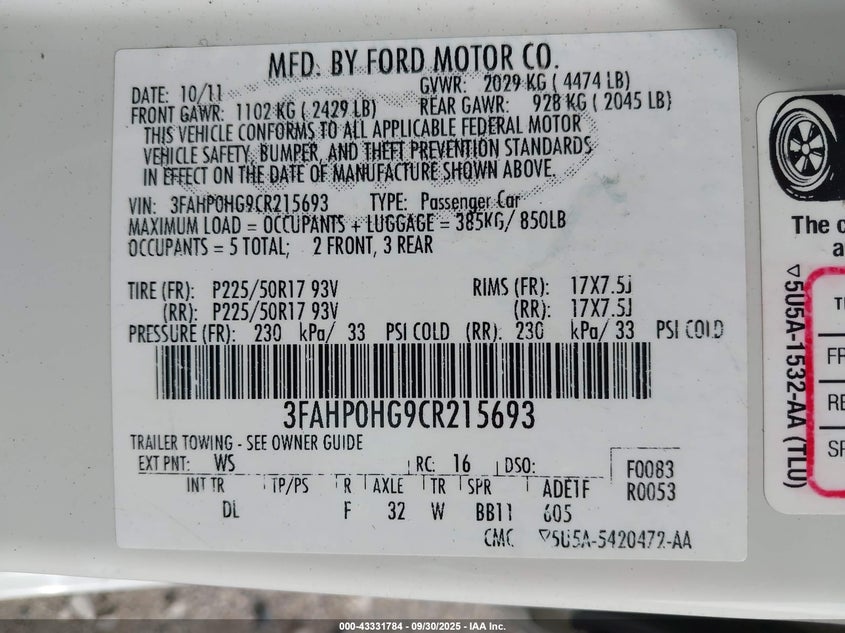 MFD. BY FORD MOTOR CO.
DATE: 10/11 GVWR: 2029 KG ( 4474 LB)
FRONT GAWR: 1102 KG ( 2429 LB) REAR GAWR: 928 KG ( 2045 LB)
THIS VEHICLE CONFORMS TO ALL APPLICABLE FEDERAL MOTOR
VEHICLE SAFETY, BUMPER, AND THEFT PREVENTION STANDARDS
IN EFFECT ON THE DATE OF MANUFACTURE SHOWN ABOVE.
VIN: 3FAHP0HG9CR215693 TYPE: Passenger Car
MAXIMUM LOAD = OCCUPANTS + LUGGAGE = 385KG/ 850LB
OCCUPANTS = 5 TOTAL; 2 FRONT, 3 REAR
TIRE (FR): P225/50R17 93V RIMS (FR): 17X7.5J
(RR): P225/50R17 93V (RR): 17X7.5J
PRESSURE (FR): 230 kPa/ 33 PSI COLD (RR): 230 kPa/ 33 PSI COLD
3FAHP0HG9CR215693
TRAILER TOWING - SEE OWNER GUIDE
EXT PNT: WS RC: 16 DSO: F0083
INT TR TP/PS R AXLE TR SPR R0053
DL F 32 W BB11 605
CMC ▽5U5A-5420472-AA
The
▽5U5A-1532-AA (TLU)
FR
RE
SP
000-43331784 - 09/30/2025 - IAA Inc.